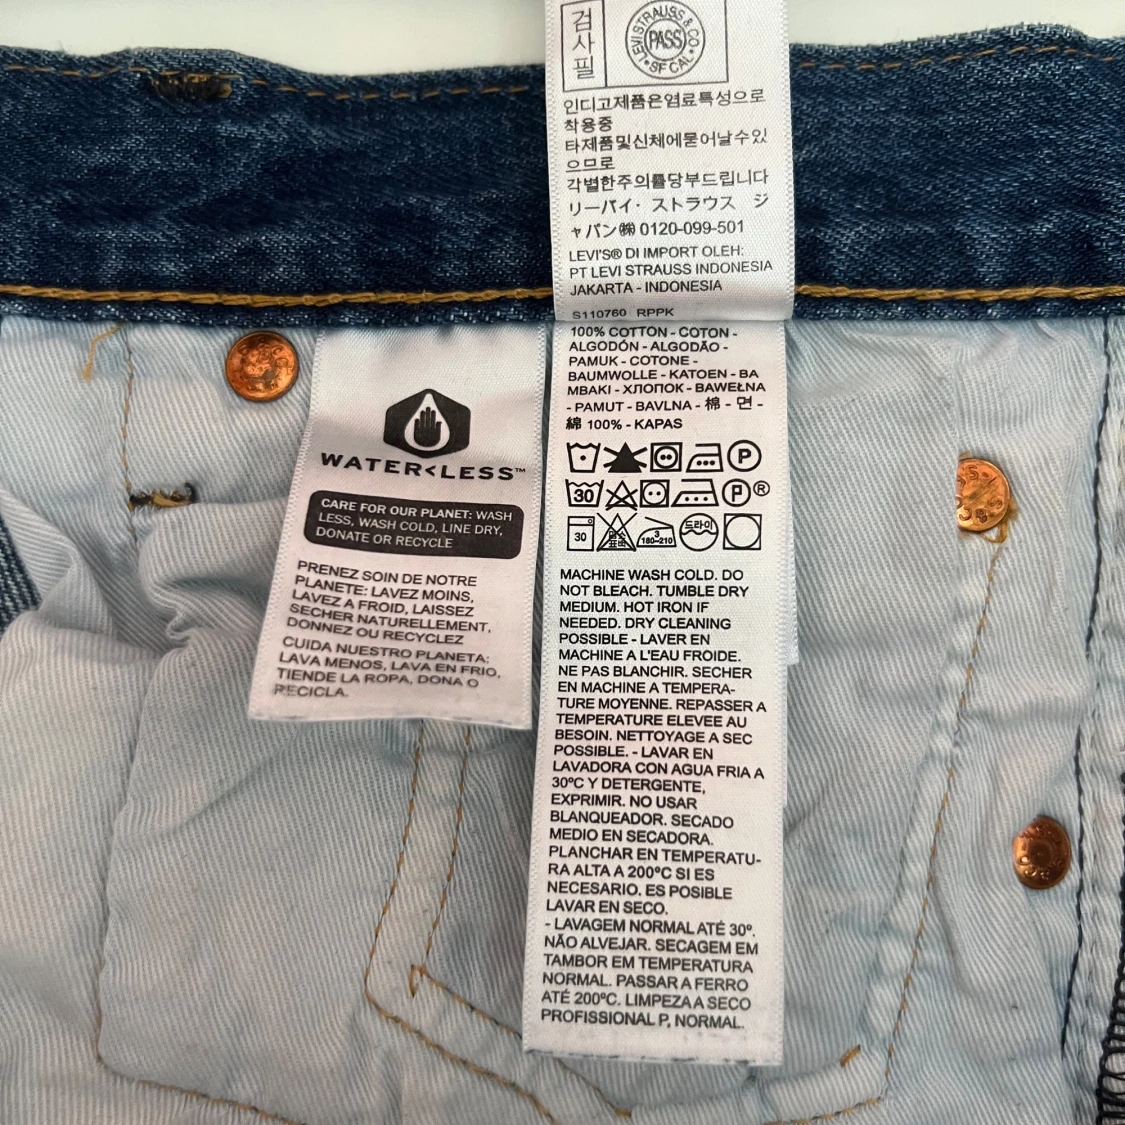 검
사
필
LEVI STRAUSS & CO
PASS
SF CAL
인디고제품은염료특성으로
착용중
타제품및신체에묻어날수있
으므로
각별한주의를당부드립니다
リーバイ・ストラウス ジ
ャパン㈱ 0120-099-501
LEVI'S® DI IMPORT OLEH:
PT LEVI STRAUSS INDONESIA
JAKARTA - INDONESIA
S110760 RPPK
100% COTTON - COTON -
ALGODÓN - ALGODÃO -
PAMUK - COTONE -
BAUMWOLLE - KATOEN - BA
MBAKI - ХЛОПОК - BAWEŁNA
- PAMUT - BAVLNA - 棉 - 면 -
綿 100% - KAPAS
P
30 P®
30 3 180-210 드라이
MACHINE WASH COLD. DO
NOT BLEACH. TUMBLE DRY
MEDIUM. HOT IRON IF
NEEDED. DRY CLEANING
POSSIBLE - LAVER EN
MACHINE A L'EAU FROIDE.
NE PAS BLANCHIR. SECHER
EN MACHINE A TEMPERA-
TURE MOYENNE. REPASSER A
TEMPERATURE ELEVEE AU
BESOIN. NETTOYAGE A SEC
POSSIBLE. - LAVAR EN
LAVADORA CON AGUA FRIA A
30ºC Y DETERGENTE,
EXPRIMIR. NO USAR
BLANQUEADOR. SECADO
MEDIO EN SECADORA.
PLANCHAR EN TEMPERATU-
RA ALTA A 200ºC SI ES
NECESARIO. ES POSIBLE
LAVAR EN SECO.
- LAVAGEM NORMAL ATÉ 30º.
NÃO ALVEJAR. SECAGEM EM
TAMBOR EM TEMPERATURA
NORMAL. PASSAR A FERRO
ATÉ 200ºC. LIMPEZA A SECO
PROFISSIONAL P, NORMAL.
WATER<LESS™
CARE FOR OUR PLANET: WASH
LESS, WASH COLD, LINE DRY,
DONATE OR RECYCLE
PRENEZ SOIN DE NOTRE
PLANETE: LAVEZ MOINS,
LAVEZ A FROID, LAISSEZ
SECHER NATURELLEMENT,
DONNEZ OU RECYCLEZ
CUIDA NUESTRO PLANETA:
LAVA MENOS, LAVA EN FRIO,
TIENDE LA ROPA, DONA O
RECICLA.